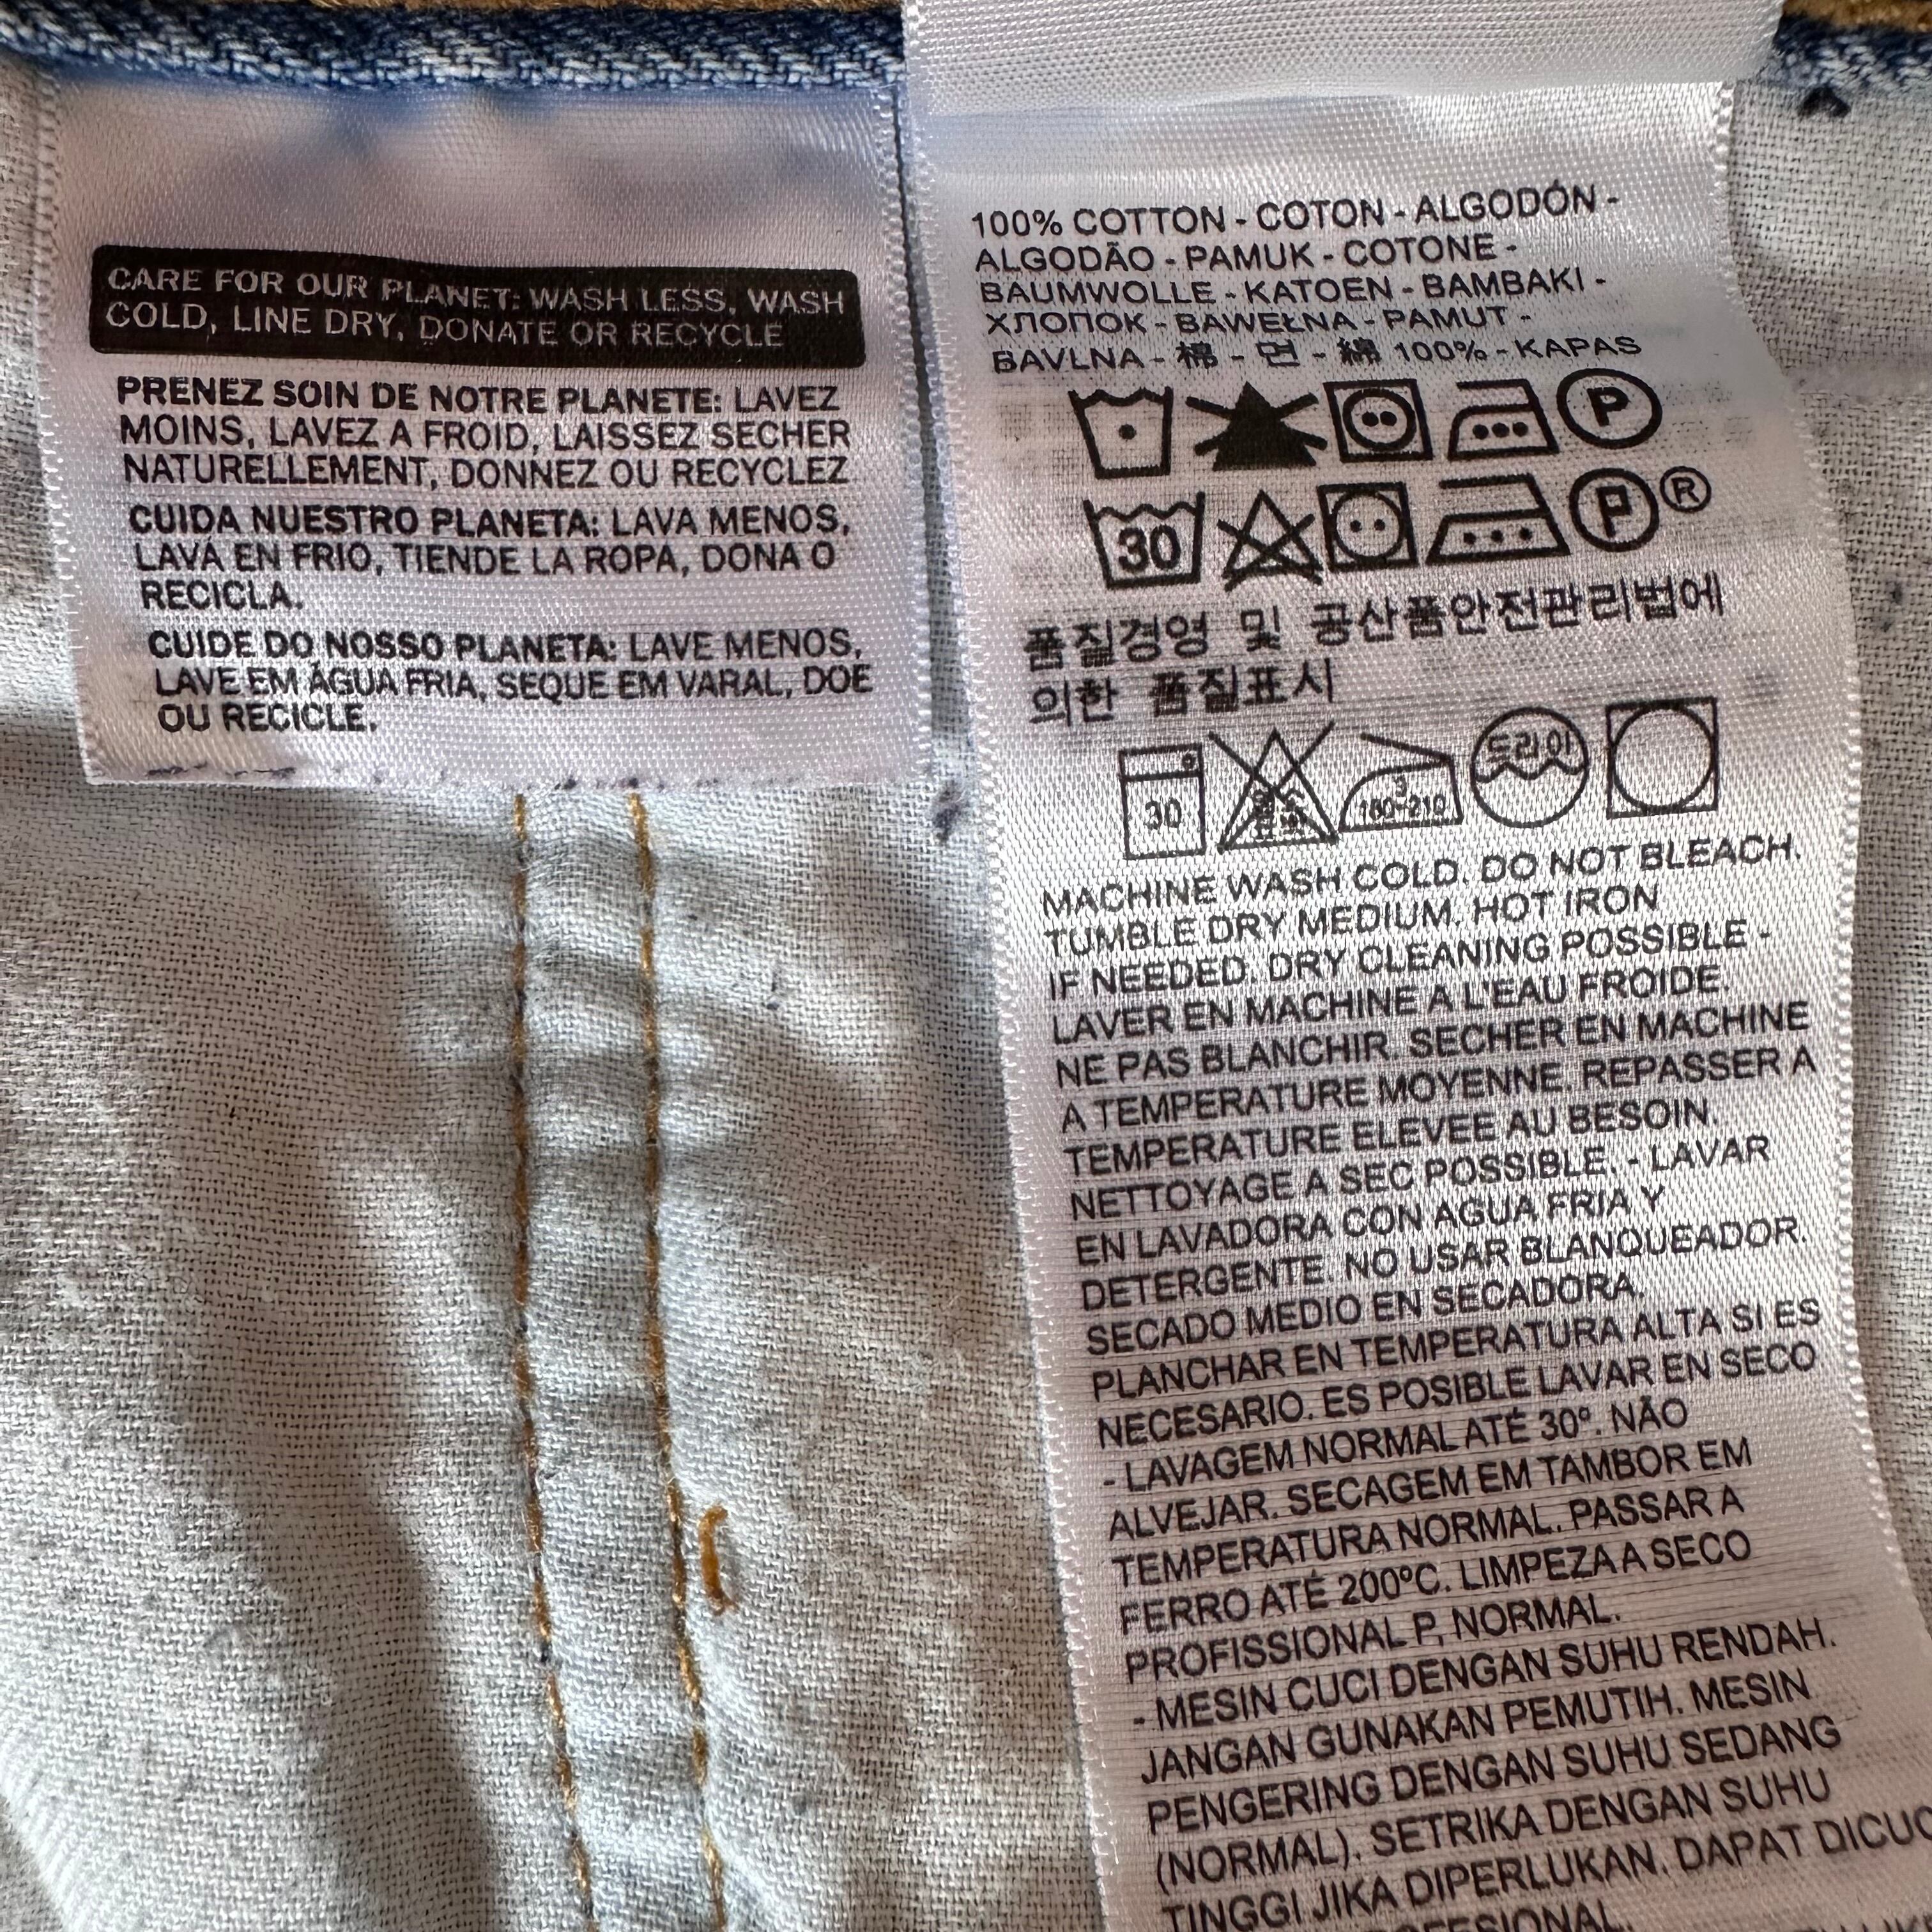 CARE FOR OUR PLANET: WASH LESS, WASH
COLD, LINE DRY, DONATE OR RECYCLE
PRENEZ SOIN DE NOTRE PLANETE: LAVEZ
MOINS, LAVEZ A FROID, LAISSEZ SECHER
NATURELLEMENT, DONNEZ OU RECYCLEZ
CUIDA NUESTRO PLANETA: LAVA MENOS,
LAVA EN FRIO, TIENDE LA ROPA, DONA O
RECICLA.
CUIDE DO NOSSO PLANETA: LAVE MENOS,
LAVE EM ÁGUA FRIA, SEQUE EM VARAL, DOE
OU RECICLE.
100% COTTON - COTON - ALGODÓN -
ALGODÃO - PAMUK - COTONE -
BAUMWOLLE - KATOEN - BAMBAKI -
ХЛОПОК - BAWEŁNA - PAMUT -
BAVLNA - 棉 - 면 - 綿 100% - KAPAS
P
30 P ®
품질경영 및 공산품안전관리법에
의한 품질표시
30 3 180~210 드라이
MACHINE WASH COLD. DO NOT BLEACH.
TUMBLE DRY MEDIUM. HOT IRON
IF NEEDED. DRY CLEANING POSSIBLE -
LAVER EN MACHINE A L'EAU FROIDE.
NE PAS BLANCHIR. SECHER EN MACHINE
A TEMPERATURE MOYENNE. REPASSER A
TEMPERATURE ELEVEE AU BESOIN.
NETTOYAGE A SEC POSSIBLE. - LAVAR
EN LAVADORA CON AGUA FRIA Y
DETERGENTE. NO USAR BLANQUEADOR.
SECADO MEDIO EN SECADORA.
PLANCHAR EN TEMPERATURA ALTA SI ES
NECESARIO. ES POSIBLE LAVAR EN SECO
- LAVAGEM NORMAL ATÉ 30º. NÃO
ALVEJAR. SECAGEM EM TAMBOR EM
TEMPERATURA NORMAL. PASSAR A
FERRO ATÉ 200ºC. LIMPEZA A SECO
PROFISSIONAL P, NORMAL.
- MESIN CUCI DENGAN SUHU RENDAH.
JANGAN GUNAKAN PEMUTIH. MESIN
PENGERING DENGAN SUHU SEDANG
(NORMAL). SETRIKA DENGAN SUHU
TINGGI JIKA DIPERLUKAN. DAPAT